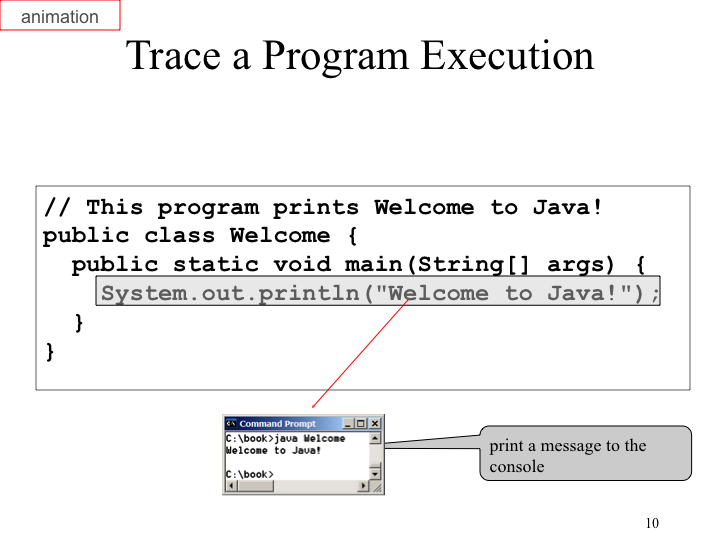 animation
Trace a Program Execution
// This program prints Welcome to Java!
public class Welcome {
  public static void main(String[] args) {
    System.out.println("Welcome to Java!");
  }
}
Command Prompt
C:\book>java Welcome
Welcome to Java!
C:\book>
print a message to the
console
10